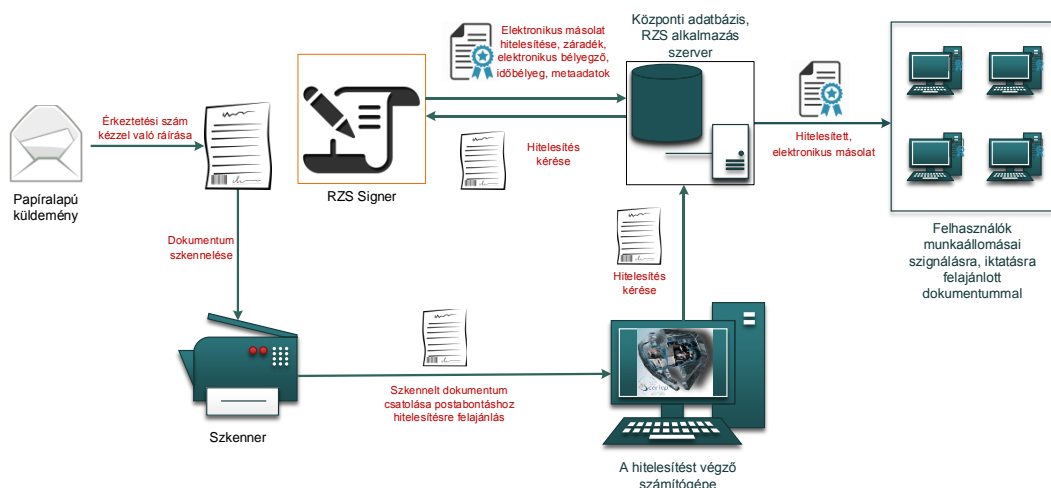 Papíralapú
küldemény
Érkeztetési szám
kézzel való ráírása
Dokumentum
szkennelése
Szkenner
Szkennelt dokumentum
csatolása postabontáshoz
hitelesítésre felajánlás
A hitelesítést végző
számítógépe
Hitelesítés
kérése
Központi adatbázis,
RZS alkalmazás
szerver
Hitelesítés
kérése
RZS Signer
Elektronikus másolat
hitelesítése, záradék,
elektronikus bélyegző,
időbélyeg, metaadatok
Hitelesített,
elektronikus másolat
Felhasználók
munkaállomásai
szignálásra, iktatásra
felajánlott
dokumentummal